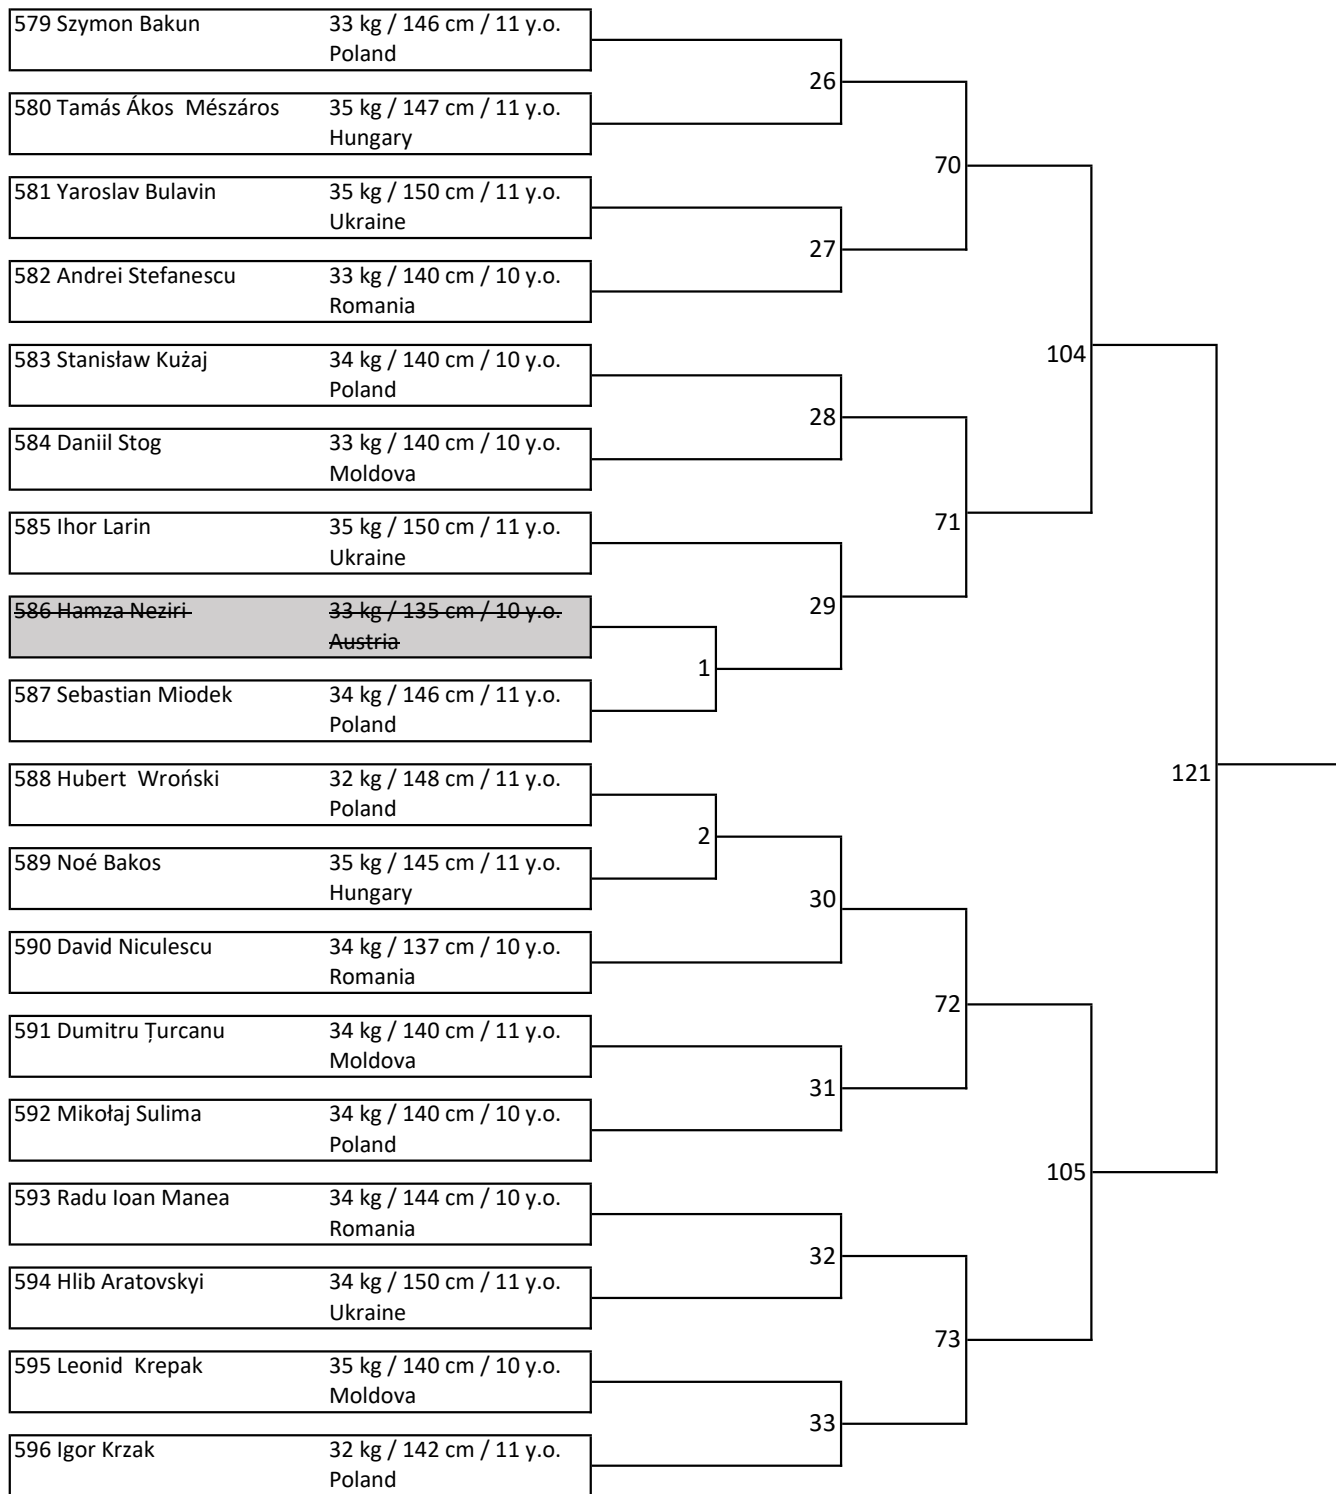 579 Szymon Bakun 33 kg / 146 cm / 11 y.o.
Poland
26
580 Tamás Ákos  Mészáros 35 kg / 147 cm / 11 y.o.
Hungary
70
581 Yaroslav Bulavin 35 kg / 150 cm / 11 y.o.
Ukraine
27
582 Andrei Stefanescu 33 kg / 140 cm / 10 y.o.
Romania
104
583 Stanisław Kużaj 34 kg / 140 cm / 10 y.o.
Poland
28
584 Daniil Stog 33 kg / 140 cm / 10 y.o.
Moldova
71
585 Ihor Larin 35 kg / 150 cm / 11 y.o.
Ukraine
29
586 Hamza Neziri 33 kg / 135 cm / 10 y.o.
Austria
1
587 Sebastian Miodek 34 kg / 146 cm / 11 y.o.
Poland
121
588 Hubert  Wroński 32 kg / 148 cm / 11 y.o.
Poland
2
589 Noé Bakos 35 kg / 145 cm / 11 y.o.
Hungary
30
590 David Niculescu 34 kg / 137 cm / 10 y.o.
Romania
72
591 Dumitru Țurcanu 34 kg / 140 cm / 11 y.o.
Moldova
31
592 Mikołaj Sulima 34 kg / 140 cm / 10 y.o.
Poland
105
593 Radu Ioan Manea 34 kg / 144 cm / 10 y.o.
Romania
32
594 Hlib Aratovskyi 34 kg / 150 cm / 11 y.o.
Ukraine
73
595 Leonid  Krepak 35 kg / 140 cm / 10 y.o.
Moldova
33
596 Igor Krzak 32 kg / 142 cm / 11 y.o.
Poland